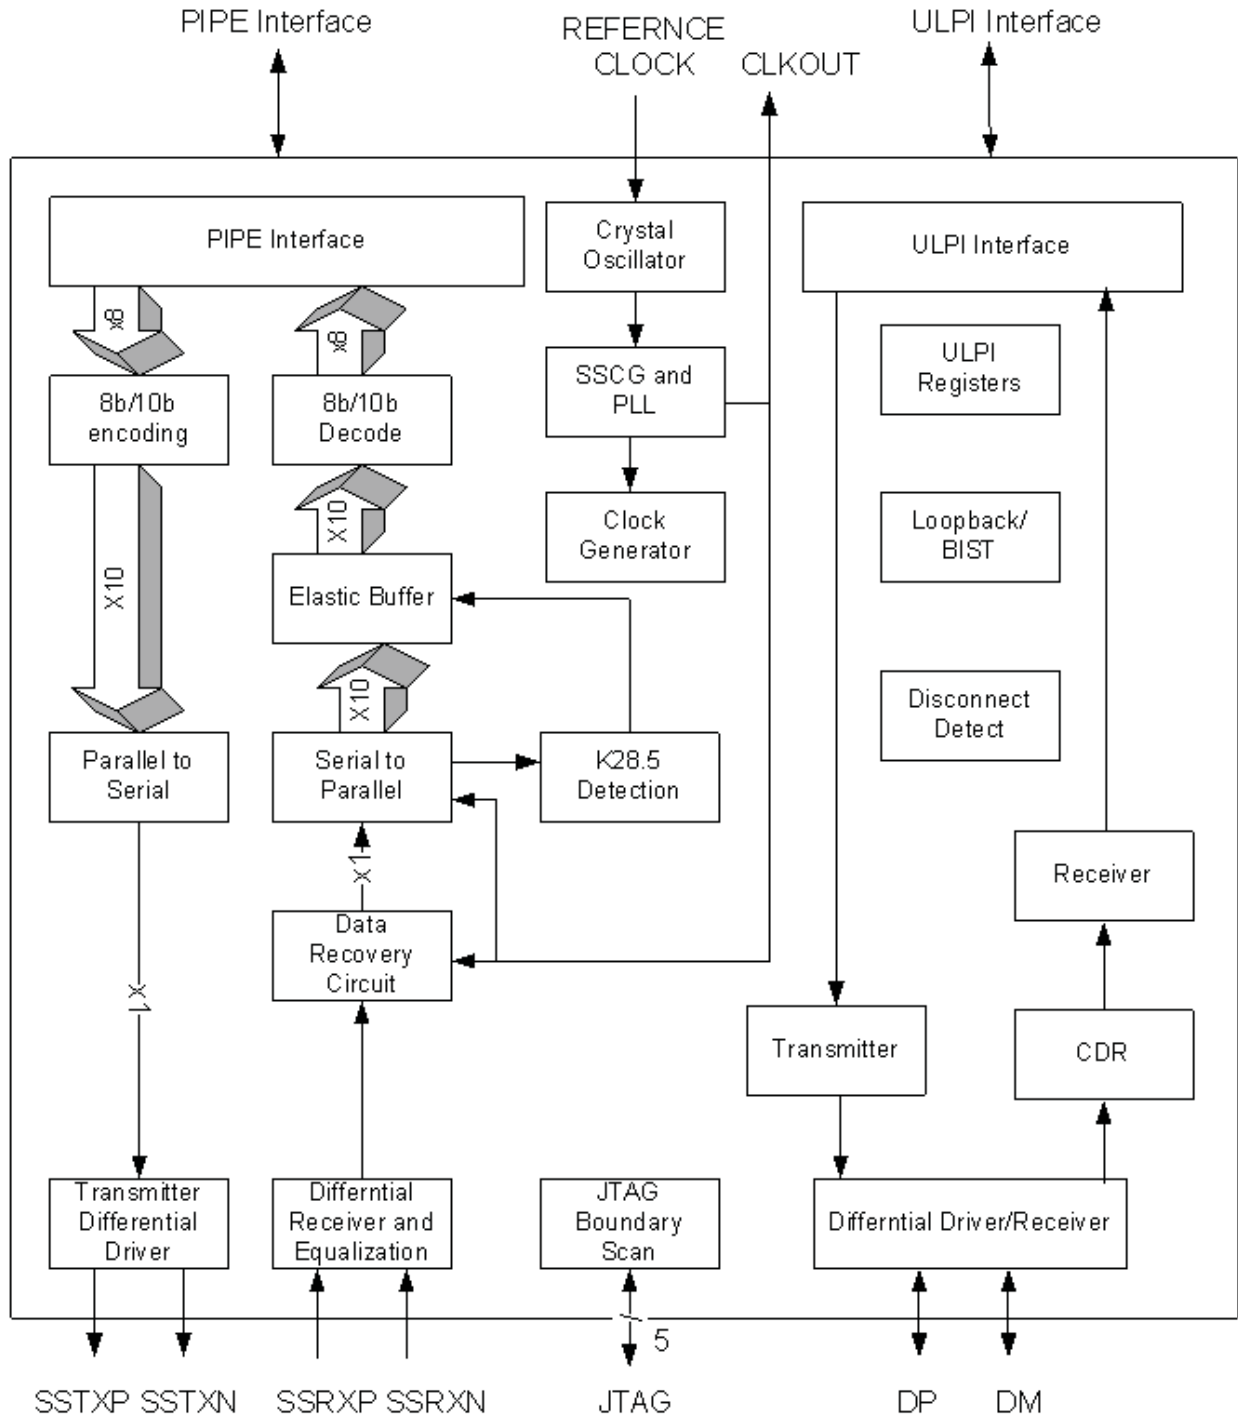 PIPE Interface
REFERNCE
CLOCK
CLKOUT
ULPI Interface
PIPE Interface
Crystal
Oscillator
ULPI Interface
x8
x8
8b/10b
encoding
8b/10b
Decode
SSCG and
PLL
ULPI
Registers
X10
X10
Clock
Generator
Loopback/
BIST
Elastic Buffer
X10
Parallel to
Serial
Serial to
Parallel
K28.5
Detection
Disconnect
Detect
X1
Receiver
Data
Recovery
Circuit
X1
Transmitter
CDR
Transmitter
Differential
Driver
Differntial
Receiver and
Equalization
JTAG
Boundary
Scan
Differntial Driver/Receiver
5
SSTXP SSTXN
SSRXP SSRXN
JTAG
DP
DM